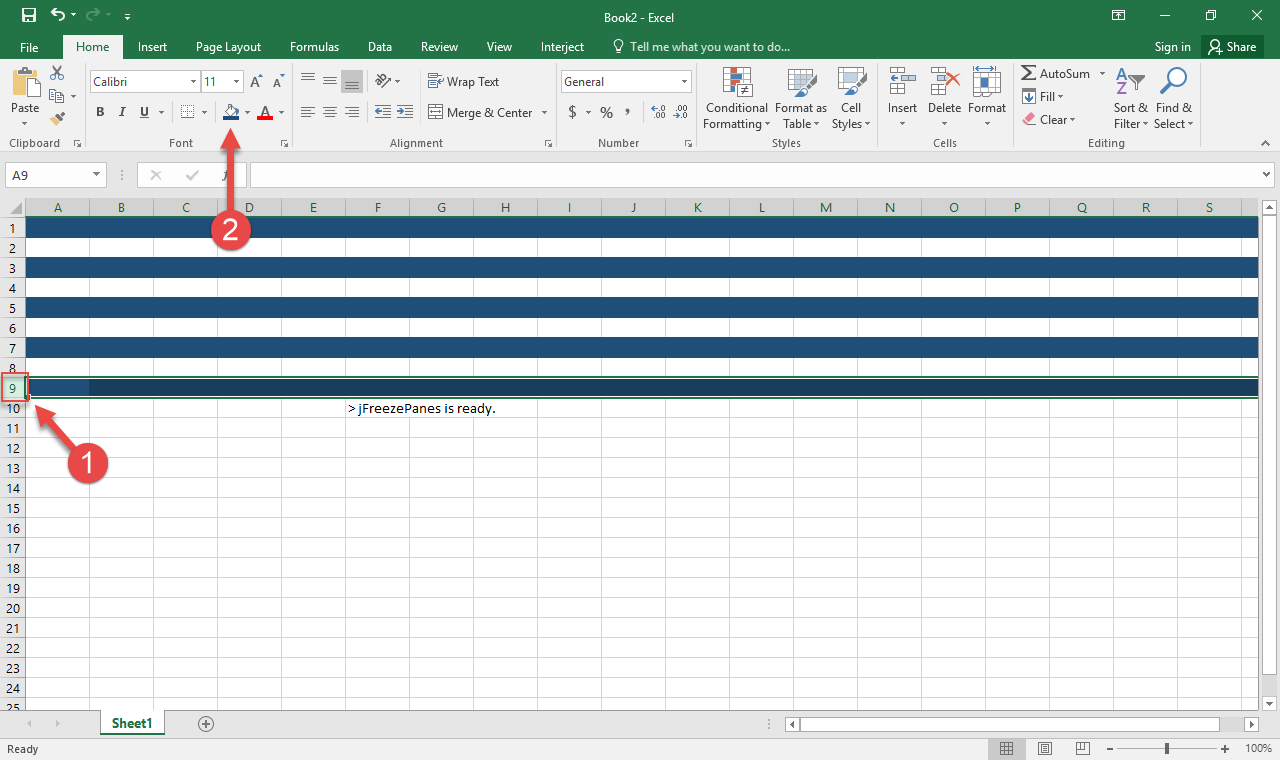 Book2 - Excel
File Home Insert Page Layout Formulas Data Review View Interject Tell me what you want to do... Sign in Share
Calibri 11 Wrap Text General AutoSum
Paste Conditional Formatting Format as Table Cell Styles Insert Delete Format Fill Sort & Filter Find & Select
B I U A Merge & Center $ % , Clear
Clipboard Font Alignment Number Styles Cells Editing
A9
A B C D E F G H I J K L M N O P Q R S
2
1
2
3
4
5
6
7
8
9
10 > jFreezePanes is ready.
11
12
1
13
14
15
16
17
18
19
20
21
22
23
24
25
Sheet1
Ready 100%